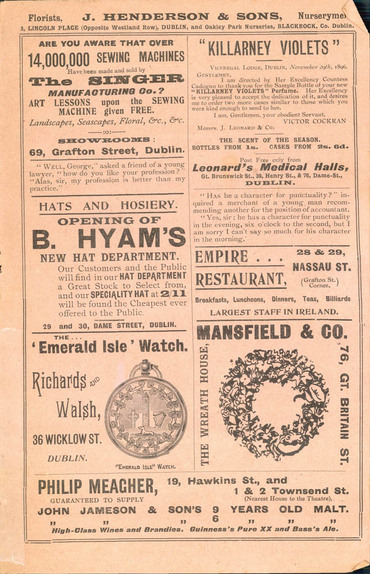 Florists, J. HENDERSON & SONS, Nurserymen
5, LINCOLN PLACE (Opposite Westland Row), DUBLIN, and Oakley Park Nurseries, BLACKROCK, Co. Dublin.
ARE YOU AWARE THAT OVER
14,000,000 SEWING MACHINES
Have been made and sold by
The SINGER
MANUFACTURING Co.?
ART LESSONS upon the SEWING
MACHINE given FREE.
Landscapes, Seascapes, Floral, &c., &c.
SHOWROOMS
69, Grafton Street, Dublin.
"WELL, George," asked a friend of a young
lawyer, "how do you like your profession?"
"Alas, sir, my profession is better than my
practice."
HATS AND HOSIERY.
OPENING OF
B. HYAM'S
NEW HAT DEPARTMENT.
Our Customers and the Public
will find in our HAT DEPARTMENT
a Great Stock to Select from,
and our SPECIALITY HAT at 2/11
will be found the Cheapest ever
offered to the Public.
29 and 30, DAME STREET, DUBLIN.
THE...
'Emerald Isle' Watch.
Richards AND
Walsh,
36 WICKLOW ST.
DUBLIN.
"EMERALD ISLE" WATCH.
"KILLARNEY VIOLETS"
VICEREGAL LODGE, DUBLIN, November 29th, 1896.
GENTLEMEN,
I am directed by Her Excellency Countess
Cadogan to thank you for the Sample Bottle of your new
"KILLARNEY VIOLETS" Perfume. Her Excellency
is very pleased to accept the dedication of it, and desires
me to order two more cases similar to those which you
were kind enough to send to her.
I am, Gentlemen, your obedient Servant,
VICTOR COCKRAN
Messrs. J. LEONARD & CO.
THE SCENT OF THE SEASON.
BOTTLES FROM 1s. CASES FROM 2s. 6d.
Post Free only from
Leonard's Medical Halls,
Gt. Brunswick St., 19, Henry St., & 76, Dame-St.,
DUBLIN.
"HAS he a character for punctuality?" inquired
a merchant of a young man recommending
another for the position of accountant.
"Yes, sir; he has a character for punctuality
in the evening, six o'clock to the second, but I
am sorry I can't say so much for his character
in the morning."
EMPIRE ...
RESTAURANT,
28 & 29,
NASSAU ST.
(Grafton St.)
Corner,
Breakfasts, Luncheons, Dinners, Teas, Billiards
LARGEST STAFF IN IRELAND.
MANSFIELD & CO.
THE WREATH HOUSE,
76, GT. BRITAIN ST.
PHILIP MEAGHER, 19, Hawkins St., and
1 & 2 Townsend St.
GUARANTEED TO SUPPLY
(Nearest House to the Theatre),
JOHN JAMESON & SON'S 9 YEARS OLD MALT.
" " 6 " "
High-Class Wines and Brandies. Guinness's Pure XX and Bass's Ale.